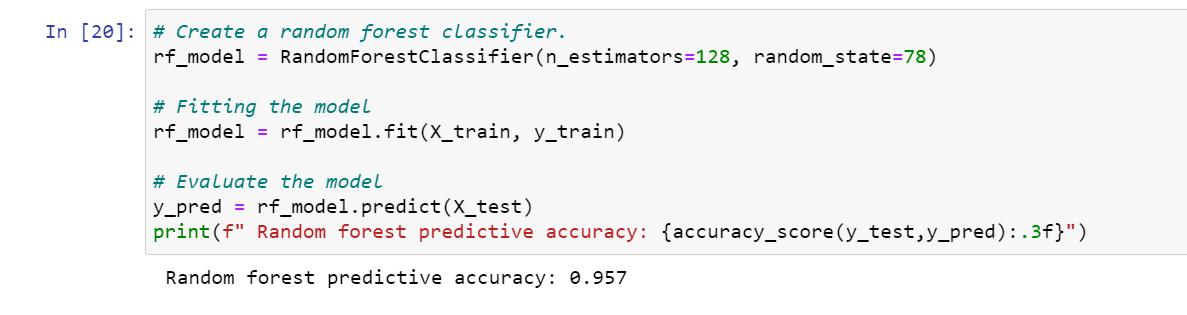 In [20]: # Create a random forest classifier.
rf_model = RandomForestClassifier(n_estimators=128, random_state=78)
# Fitting the model
rf_model = rf_model.fit(X_train, y_train)
# Evaluate the model
y_pred = rf_model.predict(X_test)
print(f" Random forest predictive accuracy: {accuracy_score(y_test,y_pred):.3f}")
Random forest predictive accuracy: 0.957